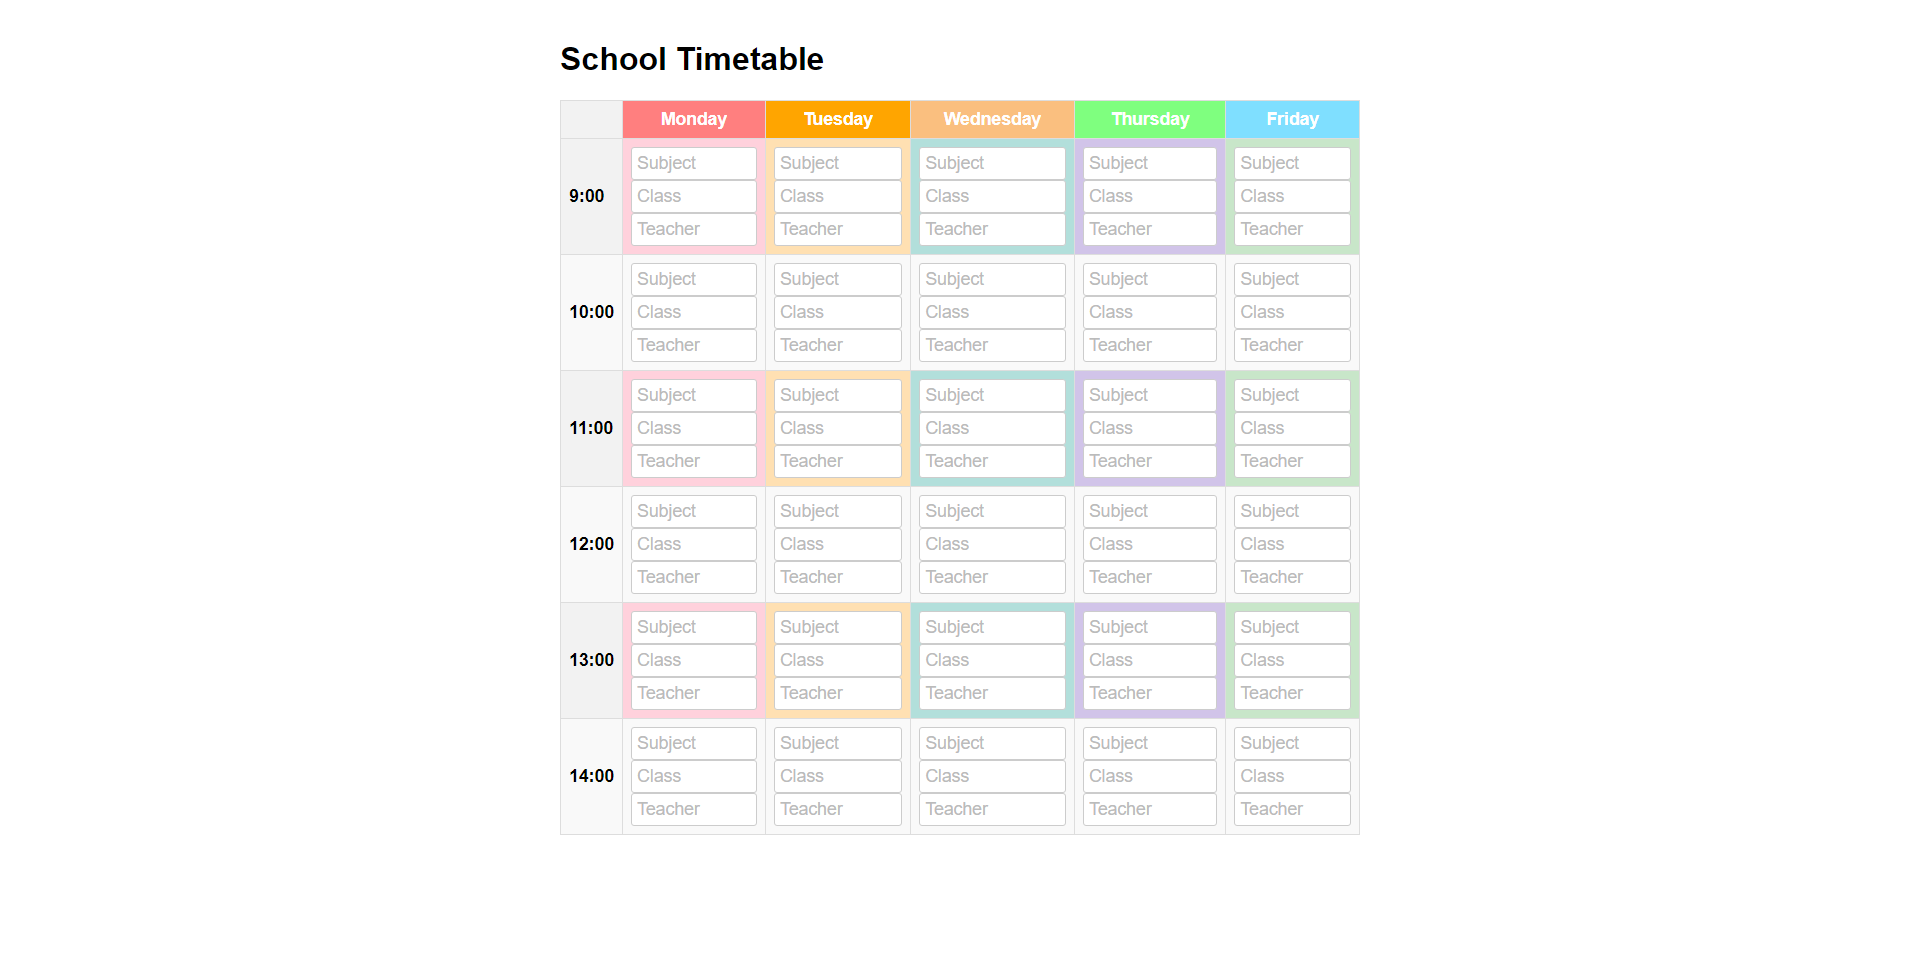 School Timetable
Monday Tuesday Wednesday Thursday Friday
Subject Subject Subject Subject Subject
9:00 Class Class Class Class Class
Teacher Teacher Teacher Teacher Teacher
Subject Subject Subject Subject Subject
10:00 Class Class Class Class Class
Teacher Teacher Teacher Teacher Teacher
Subject Subject Subject Subject Subject
11:00 Class Class Class Class Class
Teacher Teacher Teacher Teacher Teacher
Subject Subject Subject Subject Subject
12:00 Class Class Class Class Class
Teacher Teacher Teacher Teacher Teacher
Subject Subject Subject Subject Subject
13:00 Class Class Class Class Class
Teacher Teacher Teacher Teacher Teacher
Subject Subject Subject Subject Subject
14:00 Class Class Class Class Class
Teacher Teacher Teacher Teacher Teacher